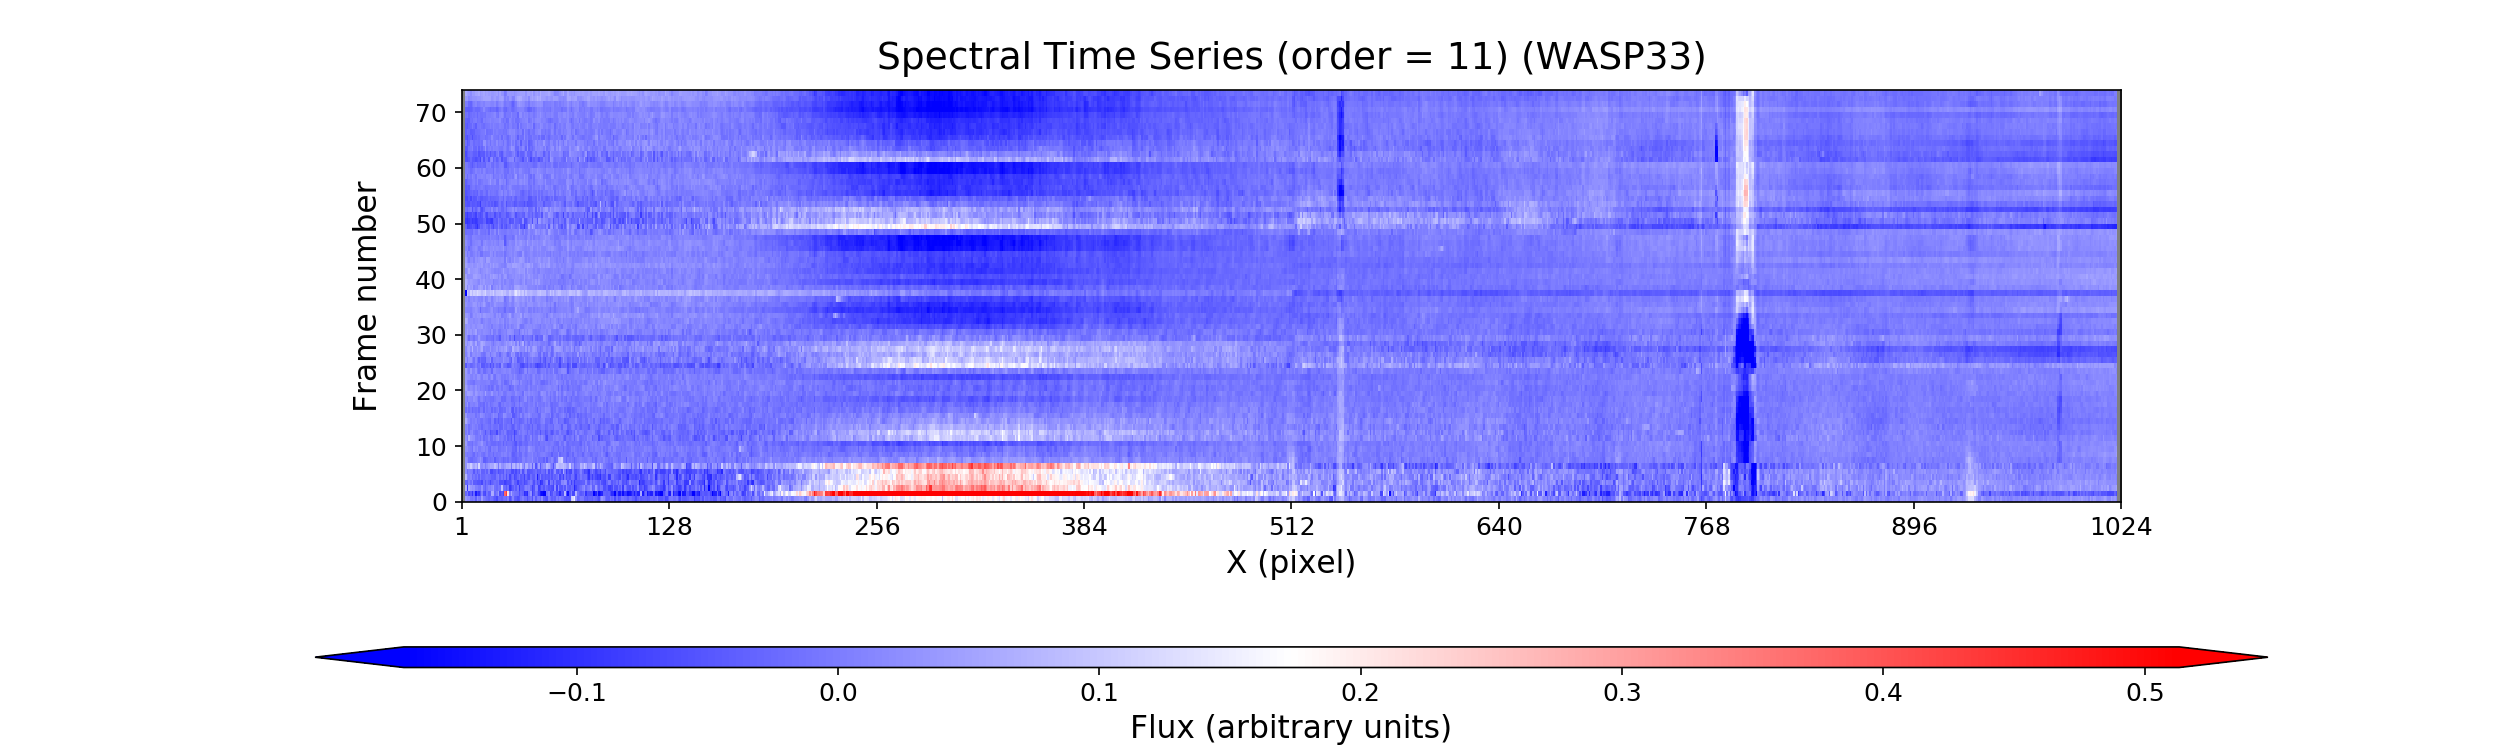 Spectral Time Series (order = 11) (WASP33)
Frame number
70
60
50
40
30
20
10
0
1 128 256 384 512 640 768 896 1024
X (pixel)
−0.1 0.0 0.1 0.2 0.3 0.4 0.5
Flux (arbitrary units)